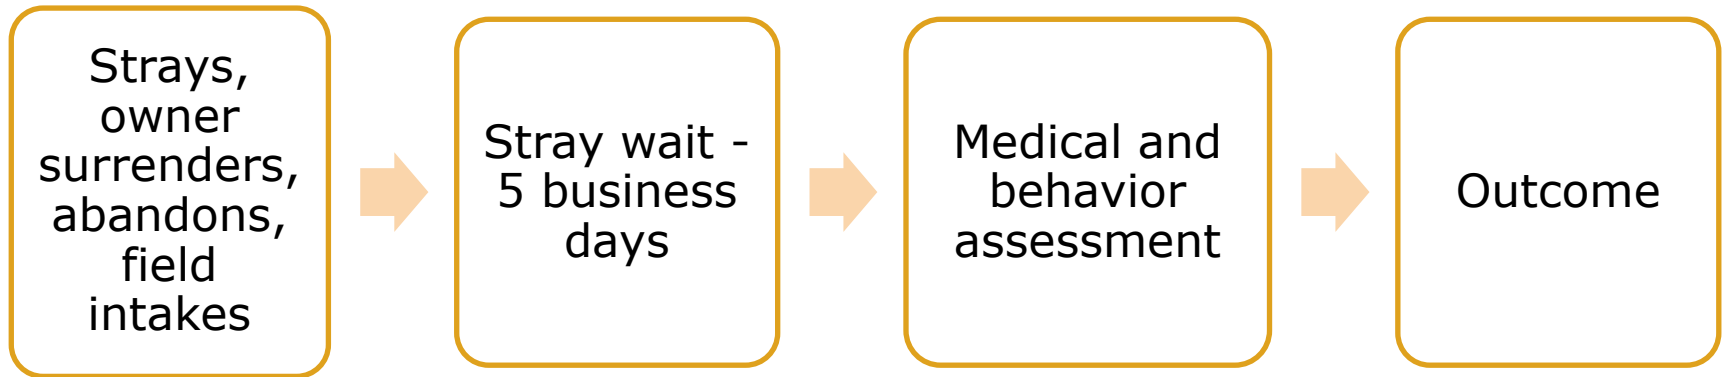 Strays,
owner
surrenders,
abandons,
field
intakes
Stray wait -
5 business
days
Medical and
behavior
assessment
Outcome